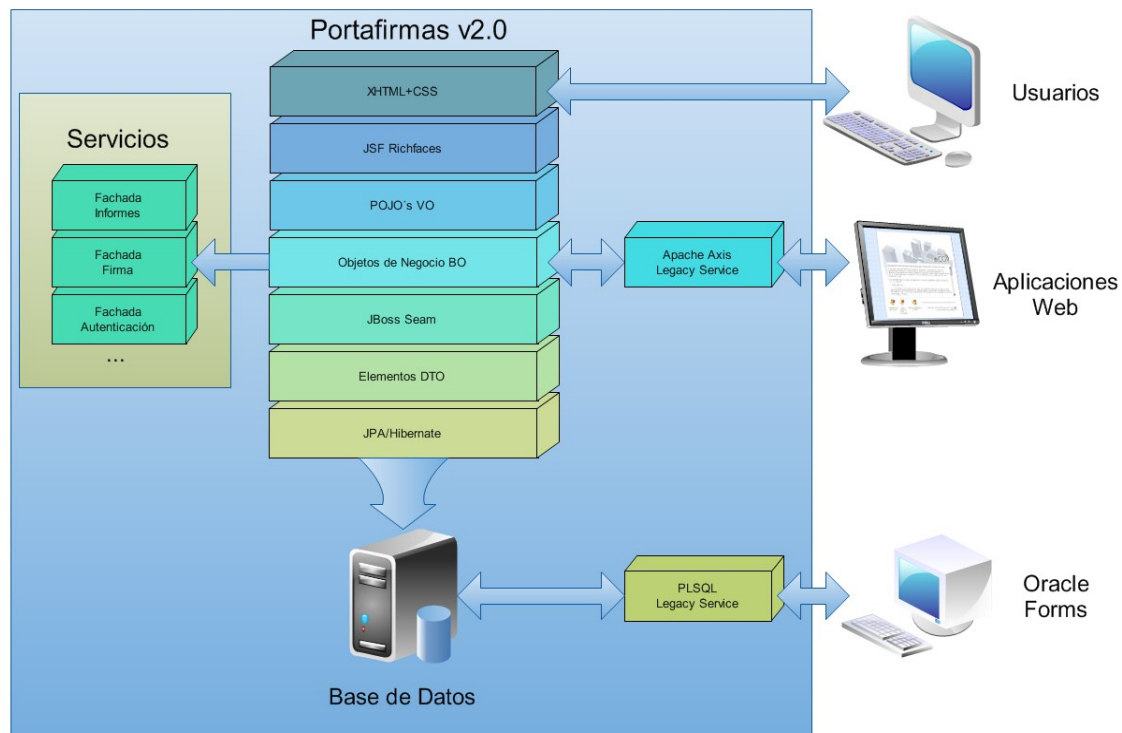 Portafirmas v2.0
XHTML+CSS
JSF Richfaces
POJO´s VO
Objetos de Negocio BO
JBoss Seam
Elementos DTO
JPA/Hibernate
Servicios
Fachada
Informes
Fachada
Firma
Fachada
Autenticación
...
Apache Axis
Legacy Service
PLSQL
Legacy Service
Base de Datos
Usuarios
Aplicaciones
Web
Oracle
Forms